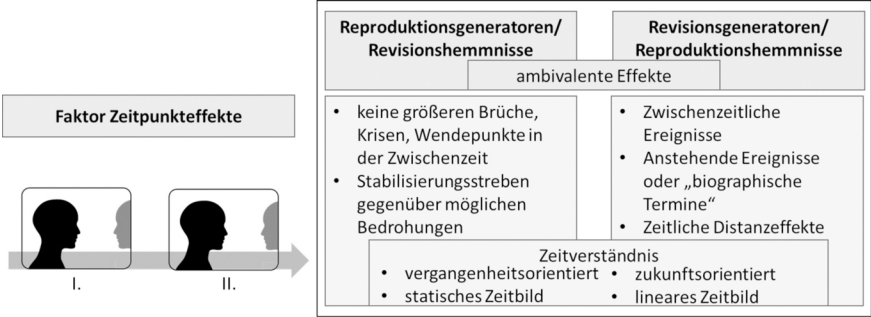 Faktor Zeitpunkteffekte
I.
II.
Reproduktionsgeneratoren/
Revisionshemmnisse
Revisionsgeneratoren/
Reproduktionshemmnisse
ambivalente Effekte
• keine größeren Brüche,
Krisen, Wendepunkte in
der Zwischenzeit
• Stabilisierungsstreben
gegenüber möglichen
Bedrohungen
• Zwischenzeitliche
Ereignisse
• Anstehende Ereignisse
oder „biographische
Termine“
• Zeitliche Distanzeffekte
Zeitverständnis
• vergangenheitsorientiert
• statisches Zeitbild
• zukunftsorientiert
• lineares Zeitbild